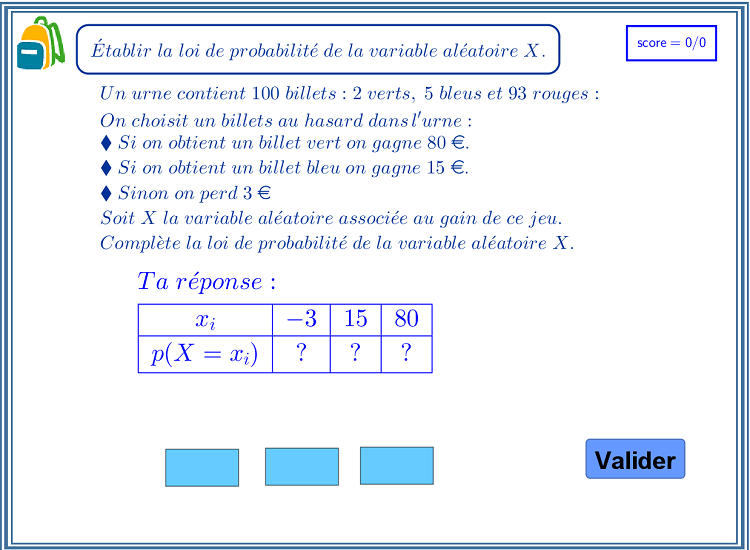 Établir la loi de probabilité de la variable aléatoire X.
score = 0/0
Un urne contient 100 billets : 2 verts, 5 bleus et 93 rouges :
On choisit un billets au hasard dans l'urne :
♦ Si on obtient un billet vert on gagne 80 €.
♦ Si on obtient un billet bleu on gagne 15 €.
♦ Sinon on perd 3 €
Soit X la variable aléatoire associée au gain de ce jeu.
Complète la loi de probabilité de la variable aléatoire X.
Ta réponse :
xᵢ −3 15 80
p(X = xᵢ) ? ? ?
Valider